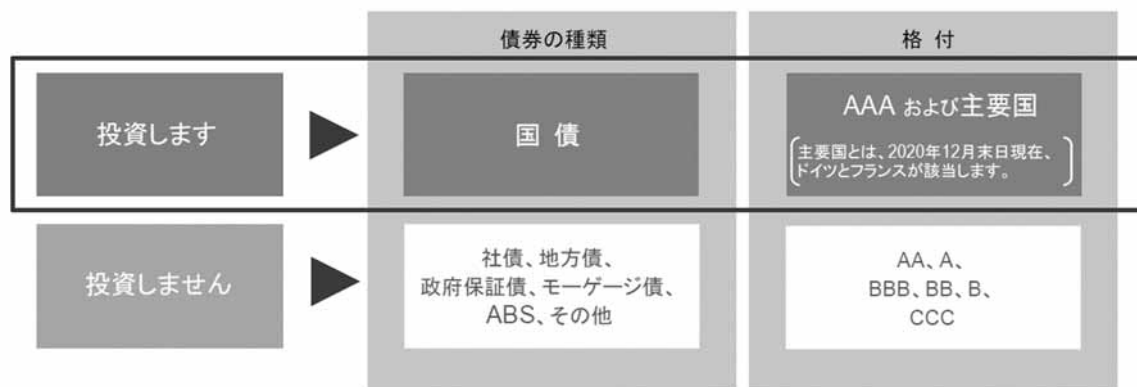 債券の種類
格 付
投資します
国 債
AAA および主要国
主要国とは、2020年12月末日現在、
ドイツとフランスが該当します。
投資しません
社債、地方債、
政府保証債、モーゲージ債、
ABS、その他
AA、A、
BBB、BB、B、
CCC